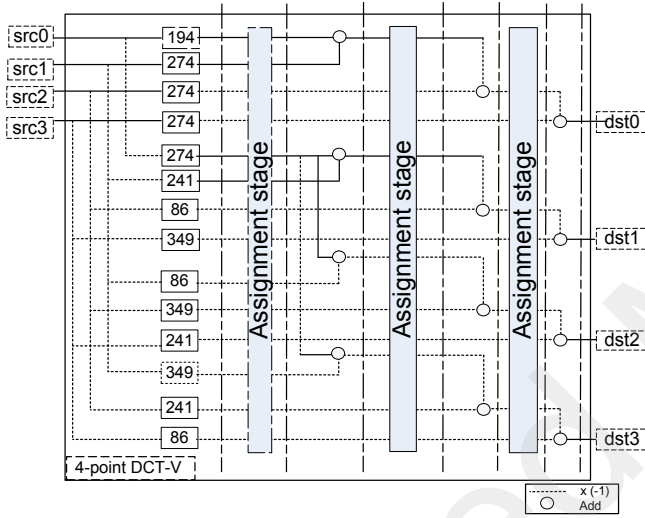 src0
194
src1
274
src2
274
src3
274
dst0
274
241
86
349
dst1
86
349
241
dst2
349
241
86
dst3
Assignment stage
Assignment stage
Assignment stage
4-point DCT-V
x (-1)
Add